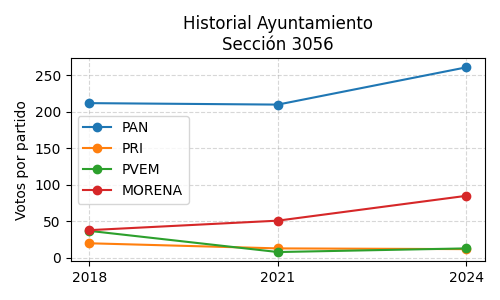 Historial Ayuntamiento
Sección 3056
Votos por partido
250
200
150
100
50
0
PAN
PRI
PVEM
MORENA
2018
2021
2024